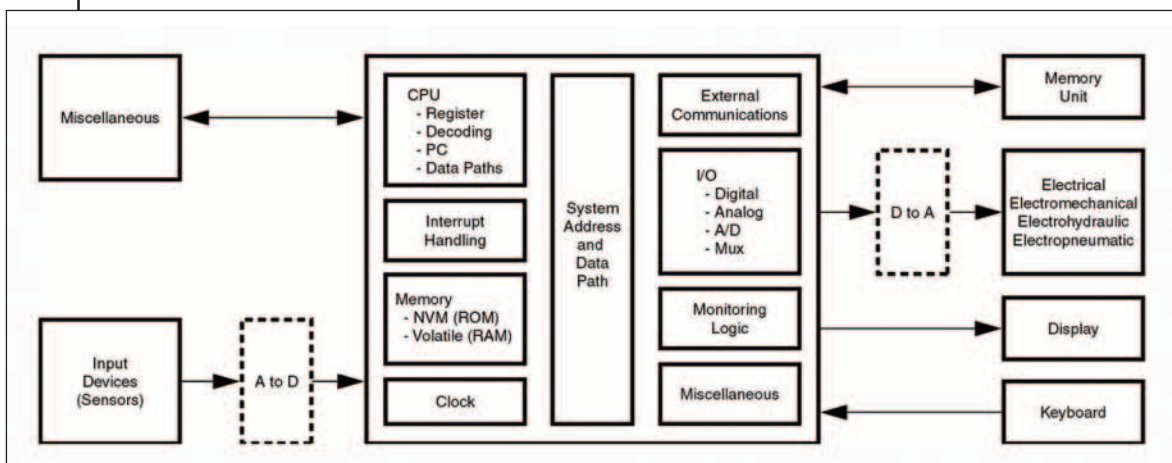 Miscellaneous
Input
Devices
(Sensors)
A to D
CPU
- Register
- Decoding
- PC
- Data Paths
Interrupt
Handling
Memory
- NVM (ROM)
- Volatile (RAM)
Clock
System
Address
and
Data
Path
External
Communications
I/O
- Digital
- Analog
- A/D
- Mux
Monitoring
Logic
Miscellaneous
D to A
Memory
Unit
Electrical
Electromechanical
Electrohydraulic
Electropneumatic
Display
Keyboard